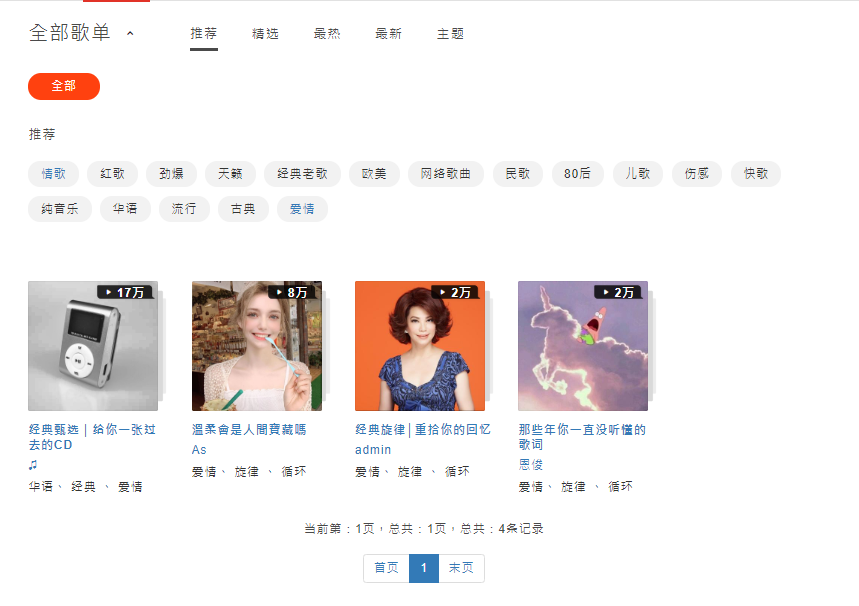 全部歌单
推荐 精选 最热 最新 主题
全部
推荐
情歌 红歌 劲爆 天籁 经典老歌 欧美 网络歌曲 民歌 80后 儿歌 伤感 快歌
纯音乐 华语 流行 古典 爱情
17万 8万 2万 2万
经典甄选 | 给你一张过
去的CD
♫
华语、 经典 、 爱情
溫柔會是人間寶藏嗎
As
爱情、 旋律 、 循环
经典旋律│重拾你的回忆
admin
爱情、 旋律 、 循环
那些年你一直没听懂的
歌词
恩俊
爱情、 旋律 、 循环
当前第：1页，总共：1页，总共：4条记录
首页 1 末页